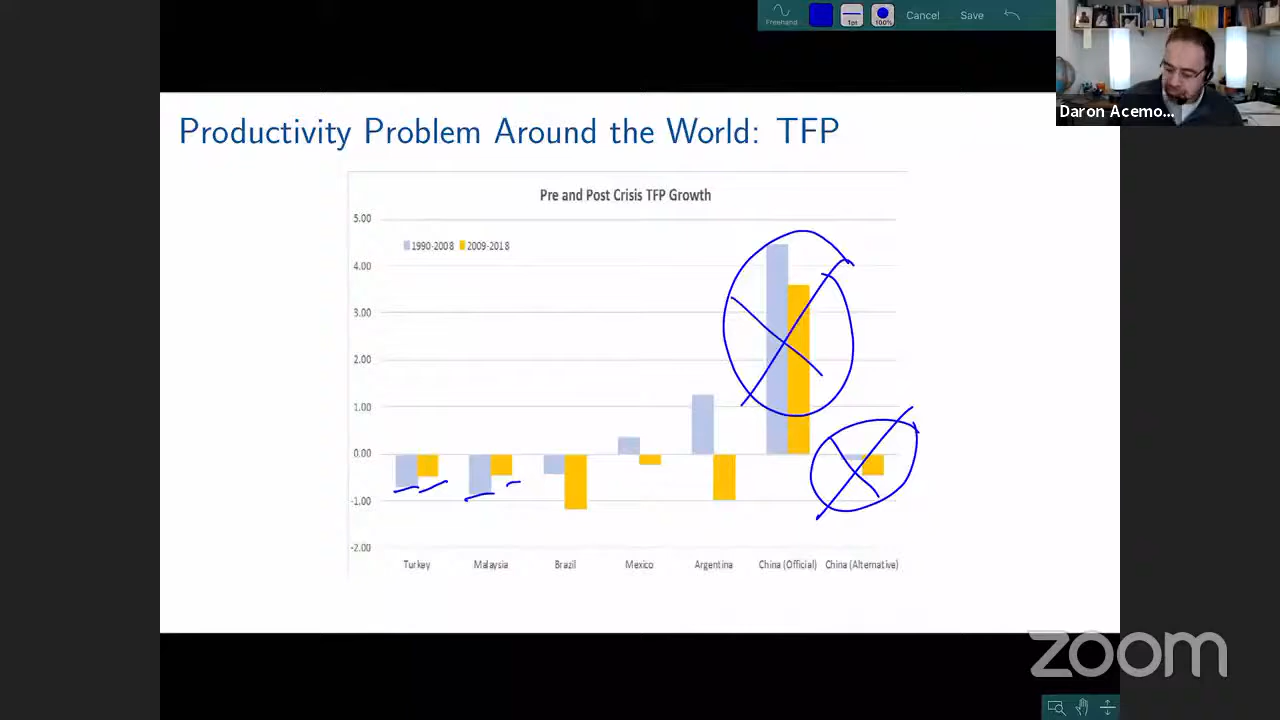 Freehand
1pt
100%
Cancel
Save
Daron Acemo...
Productivity Problem Around the World: TFP
Pre and Post Crisis TFP Growth
1990-2008 2009-2018
5.00
4.00
3.00
2.00
1.00
0.00
-1.00
-2.00
Turkey Malaysia Brazil Mexico Argentina China (Official) China (Alternative)
zoom